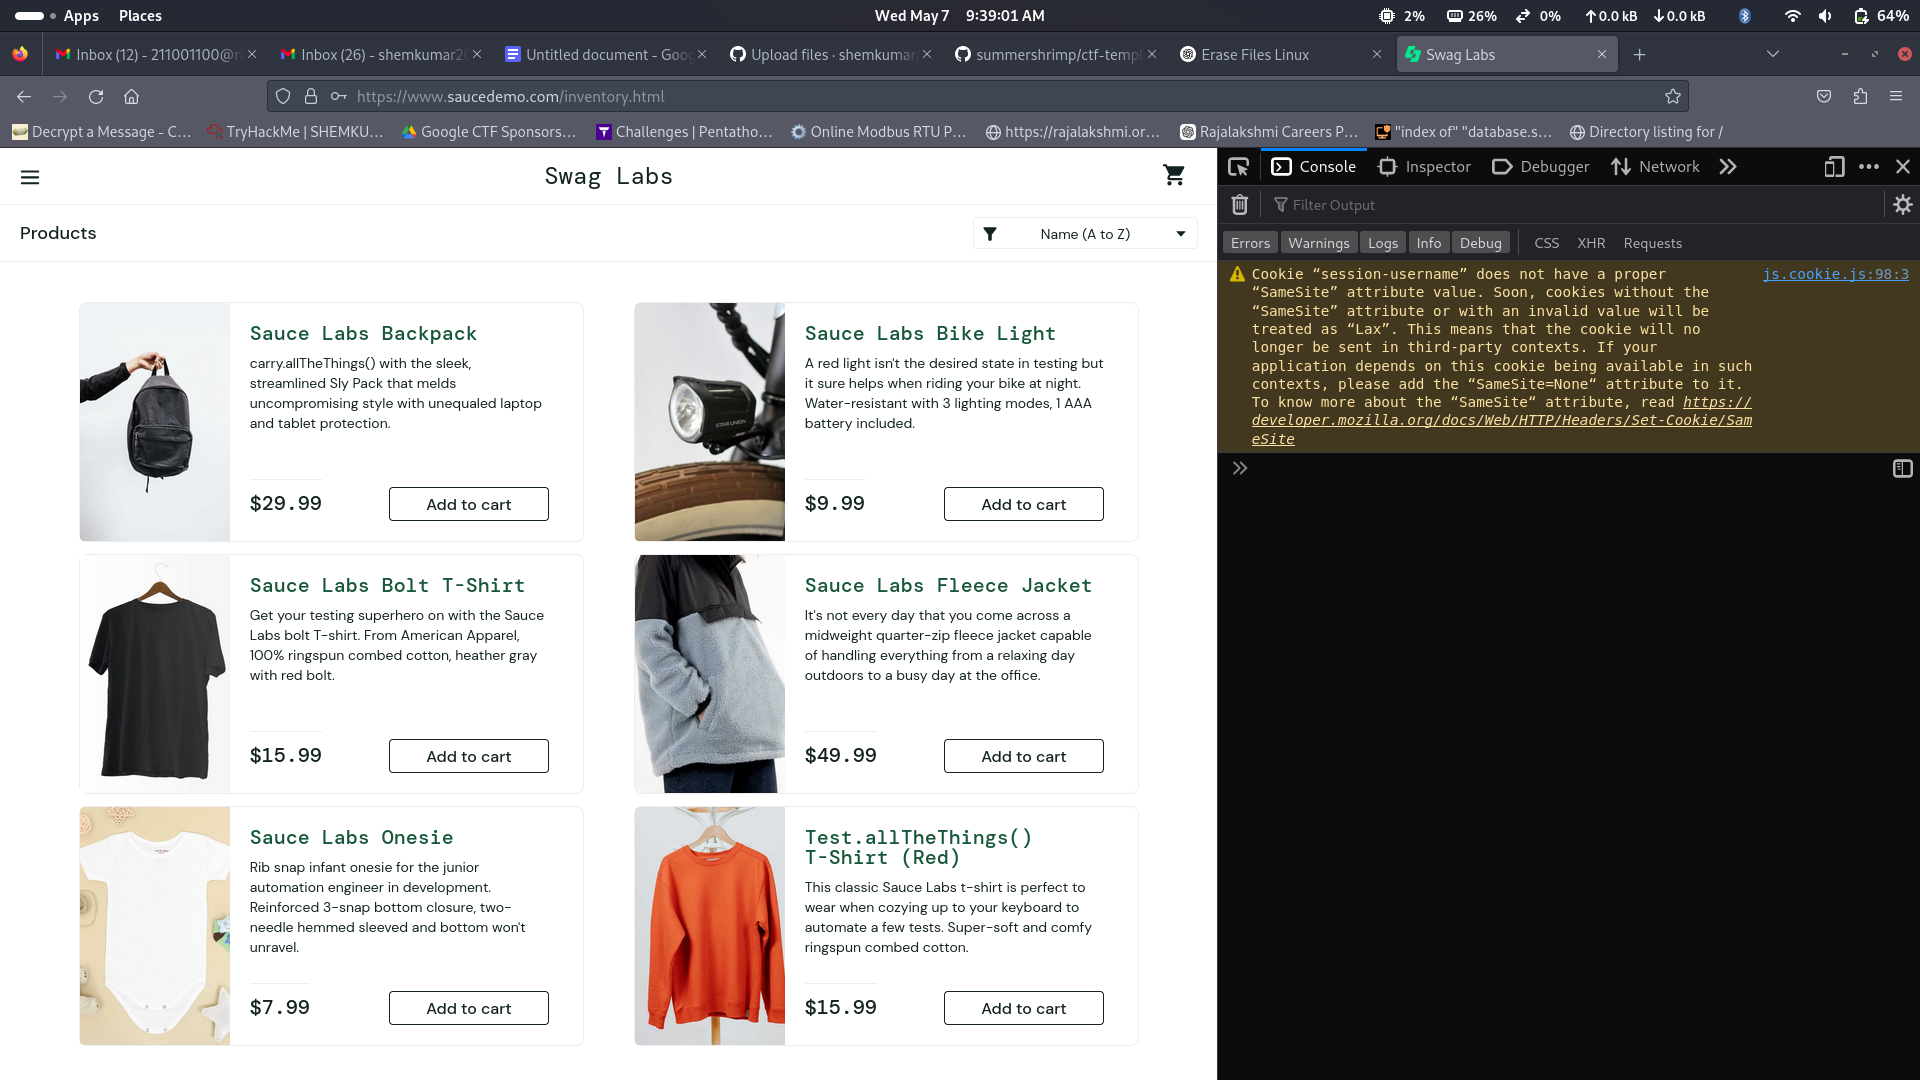 Apps Places Wed May 7 9:39:01 AM 2% 26% 0% 0.0 kB 0.0 kB 64%
Inbox (12) - 211001100@r Inbox (26) - shemkumar2 Untitled document - Goog Upload files · shemkumar/ summershrimp/ctf-templ Erase Files Linux Swag Labs
https://www.saucedemo.com/inventory.html
Decrypt a Message - C... TryHackMe | SHEMKU... Google CTF Sponsors... Challenges | Pentatho... Online Modbus RTU P... https://rajalakshmi.or... Rajalakshmi Careers P... "index of" "database.s... Directory listing for /
Swag Labs
Products
Name (A to Z)
Sauce Labs Backpack
carry.allTheThings() with the sleek,
streamlined Sly Pack that melds
uncompromising style with unequaled laptop
and tablet protection.
$29.99 Add to cart
Sauce Labs Bike Light
A red light isn't the desired state in testing but
it sure helps when riding your bike at night.
Water-resistant with 3 lighting modes, 1 AAA
battery included.
$9.99 Add to cart
STAR UNION
Sauce Labs Bolt T-Shirt
Get your testing superhero on with the Sauce
Labs bolt T-shirt. From American Apparel,
100% ringspun combed cotton, heather gray
with red bolt.
$15.99 Add to cart
Sauce Labs Fleece Jacket
It's not every day that you come across a
midweight quarter-zip fleece jacket capable
of handling everything from a relaxing day
outdoors to a busy day at the office.
$49.99 Add to cart
Sauce Labs Onesie
Rib snap infant onesie for the junior
automation engineer in development.
Reinforced 3-snap bottom closure, two-
needle hemmed sleeved and bottom won't
unravel.
$7.99 Add to cart
Test.allTheThings()
T-Shirt (Red)
This classic Sauce Labs t-shirt is perfect to
wear when cozying up to your keyboard to
automate a few tests. Super-soft and comfy
ringspun combed cotton.
$15.99 Add to cart
Console Inspector Debugger Network
Filter Output
Errors Warnings Logs Info Debug CSS XHR Requests
Cookie “session-username” does not have a proper js.cookie.js:98:3
“SameSite” attribute value. Soon, cookies without the
“SameSite” attribute or with an invalid value will be
treated as “Lax”. This means that the cookie will no
longer be sent in third-party contexts. If your
application depends on this cookie being available in such
contexts, please add the “SameSite=None“ attribute to it.
To know more about the “SameSite“ attribute, read https://
developer.mozilla.org/docs/Web/HTTP/Headers/Set-Cookie/Sam
eSite